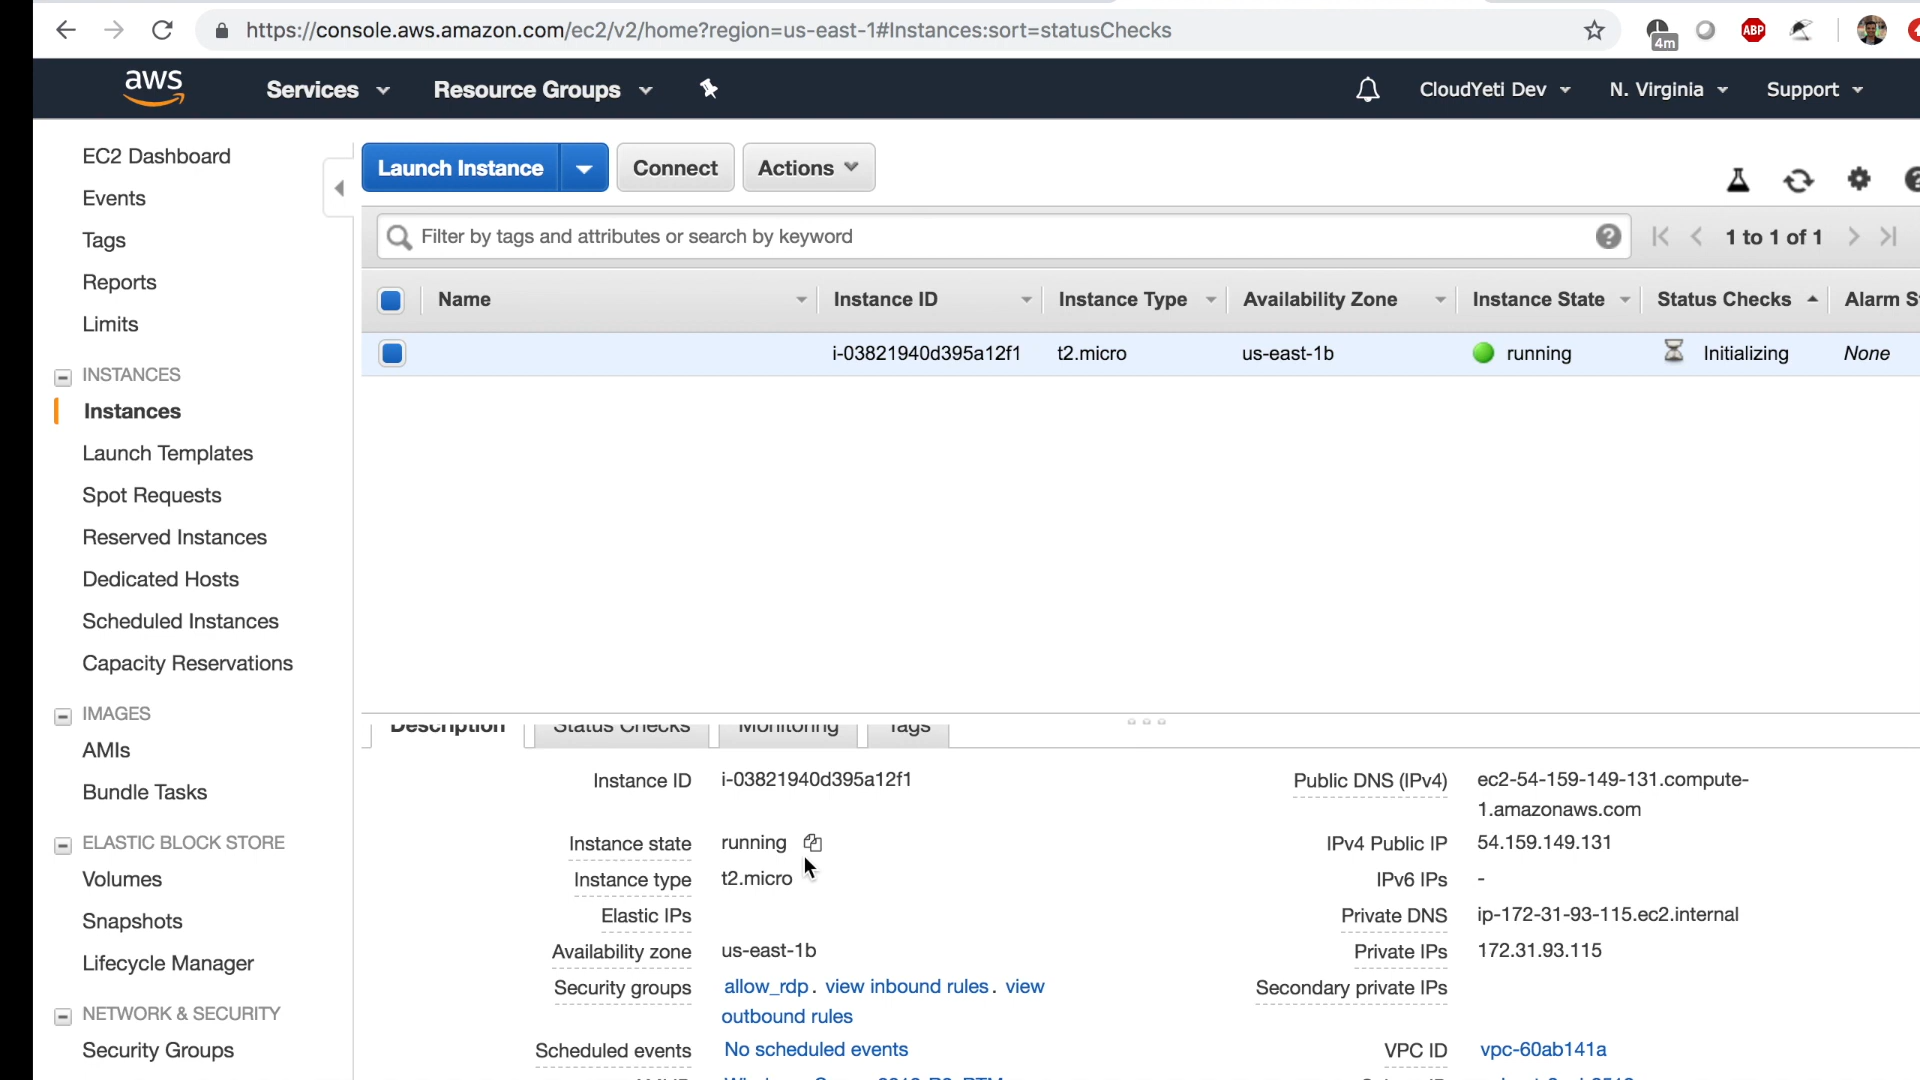 https://console.aws.amazon.com/ec2/v2/home?region=us-east-1#Instances:sort=statusChecks
4m
ABP
aws
Services
Resource Groups
CloudYeti Dev
N. Virginia
Support
EC2 Dashboard
Events
Tags
Reports
Limits
INSTANCES
Instances
Launch Templates
Spot Requests
Reserved Instances
Dedicated Hosts
Scheduled Instances
Capacity Reservations
IMAGES
AMIs
Bundle Tasks
ELASTIC BLOCK STORE
Volumes
Snapshots
Lifecycle Manager
NETWORK & SECURITY
Security Groups
Launch Instance
Connect
Actions
Filter by tags and attributes or search by keyword
1 to 1 of 1
Name
Instance ID
Instance Type
Availability Zone
Instance State
Status Checks
Alarm S
i-03821940d395a12f1
t2.micro
us-east-1b
running
Initializing
None
Description
Status Checks
Monitoring
Tags
Instance ID i-03821940d395a12f1
Instance state running
Instance type t2.micro
Elastic IPs
Availability zone us-east-1b
Security groups allow_rdp. view inbound rules. view
outbound rules
Scheduled events No scheduled events
Public DNS (IPv4) ec2-54-159-149-131.compute-
1.amazonaws.com
IPv4 Public IP 54.159.149.131
IPv6 IPs -
Private DNS ip-172-31-93-115.ec2.internal
Private IPs 172.31.93.115
Secondary private IPs
VPC ID vpc-60ab141a